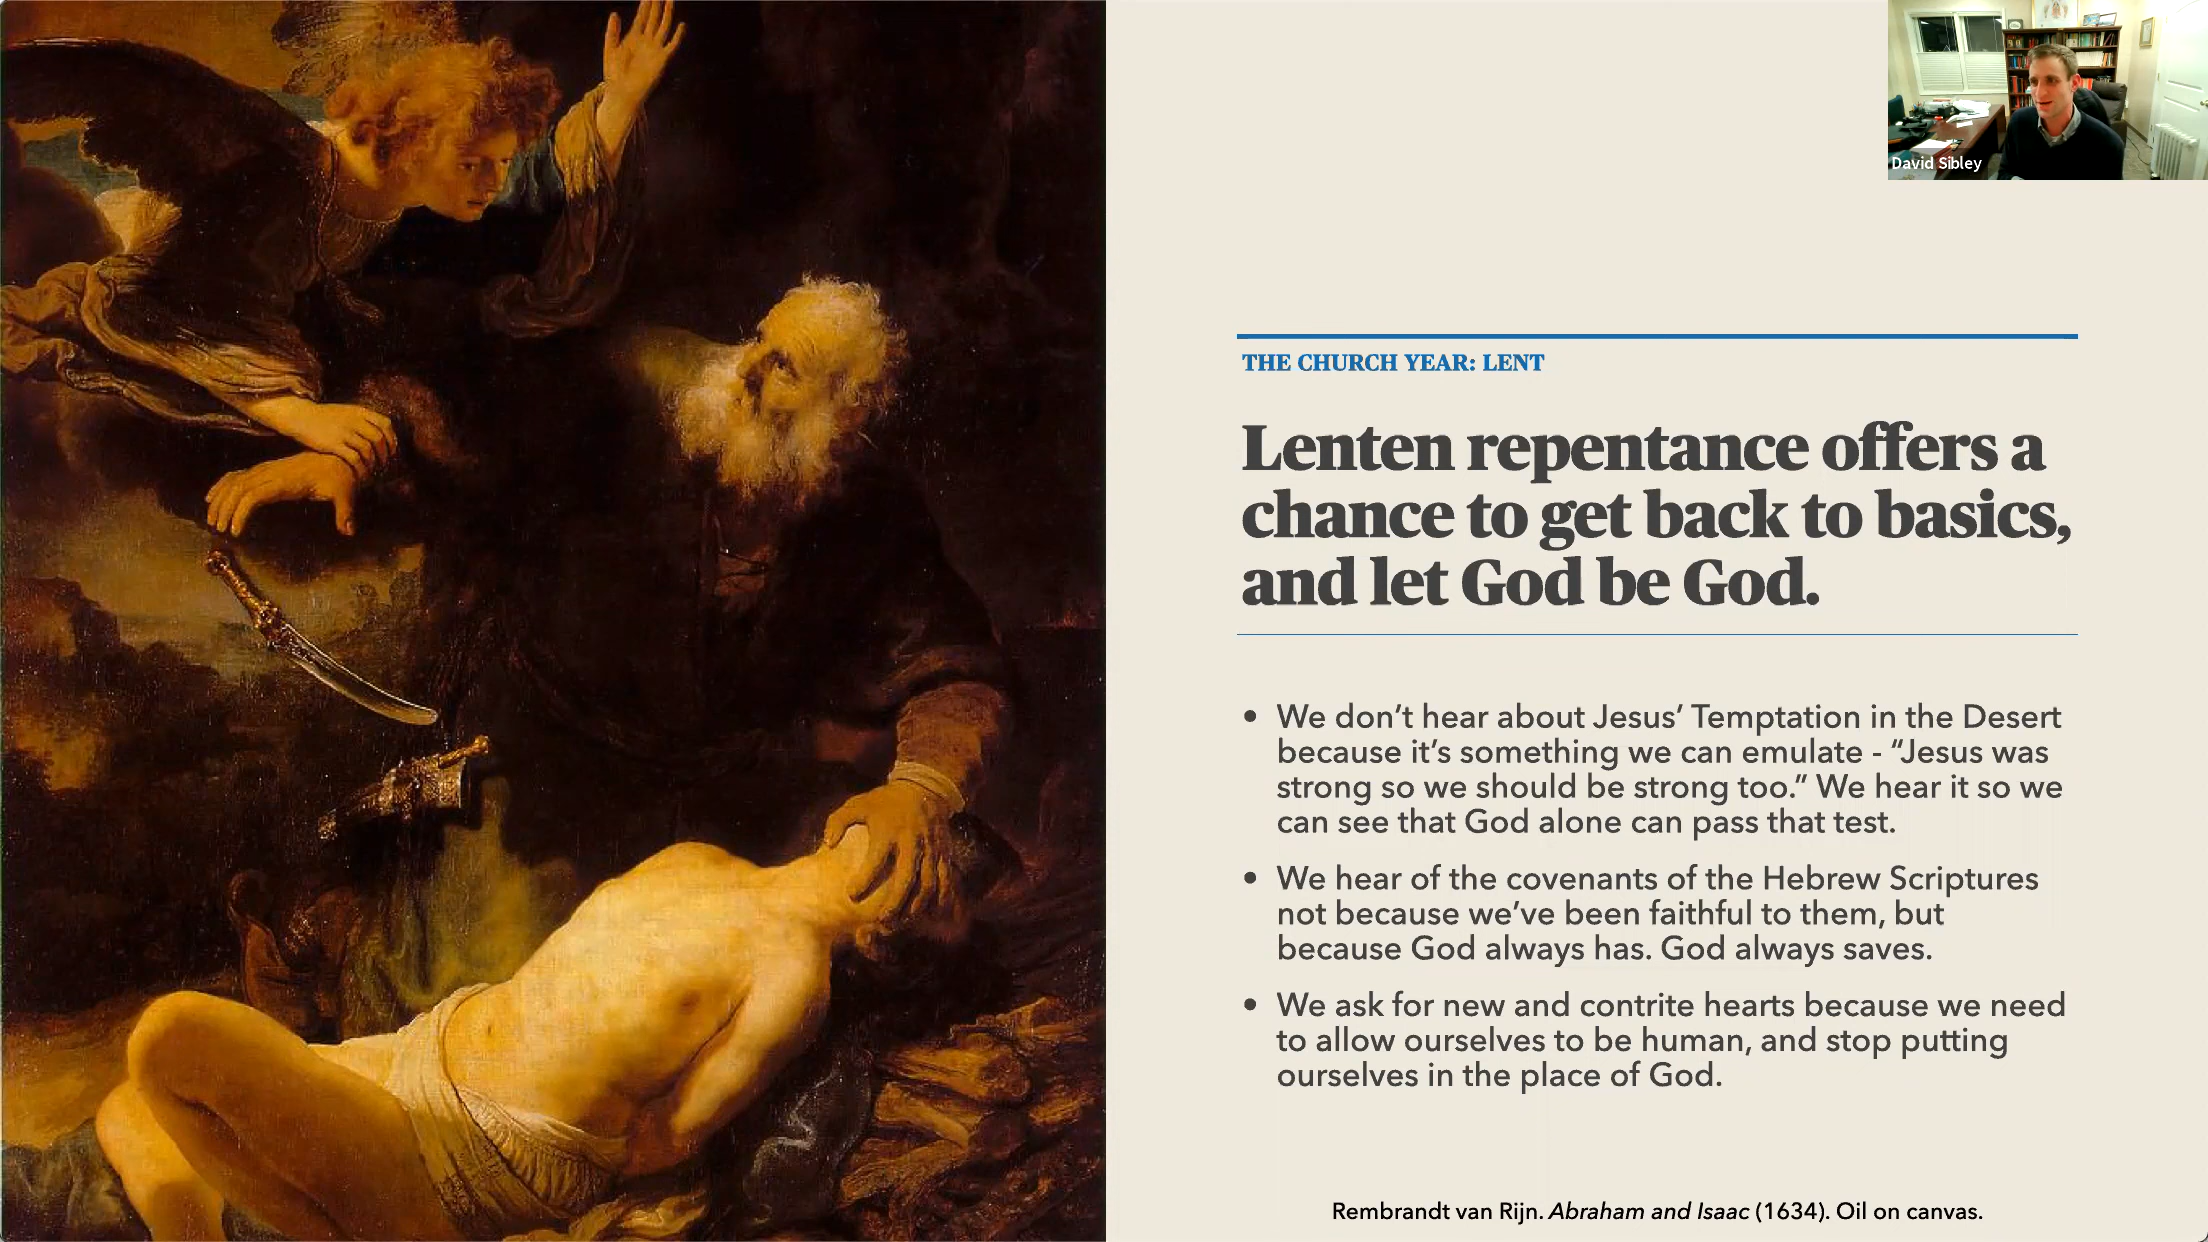 David Sibley
THE CHURCH YEAR: LENT
Lenten repentance offers a
chance to get back to basics,
and let God be God.
• We don’t hear about Jesus’ Temptation in the Desert
because it’s something we can emulate - “Jesus was
strong so we should be strong too.” We hear it so we
can see that God alone can pass that test.
• We hear of the covenants of the Hebrew Scriptures
not because we’ve been faithful to them, but
because God always has. God always saves.
• We ask for new and contrite hearts because we need
to allow ourselves to be human, and stop putting
ourselves in the place of God.
Rembrandt van Rijn. Abraham and Isaac (1634). Oil on canvas.